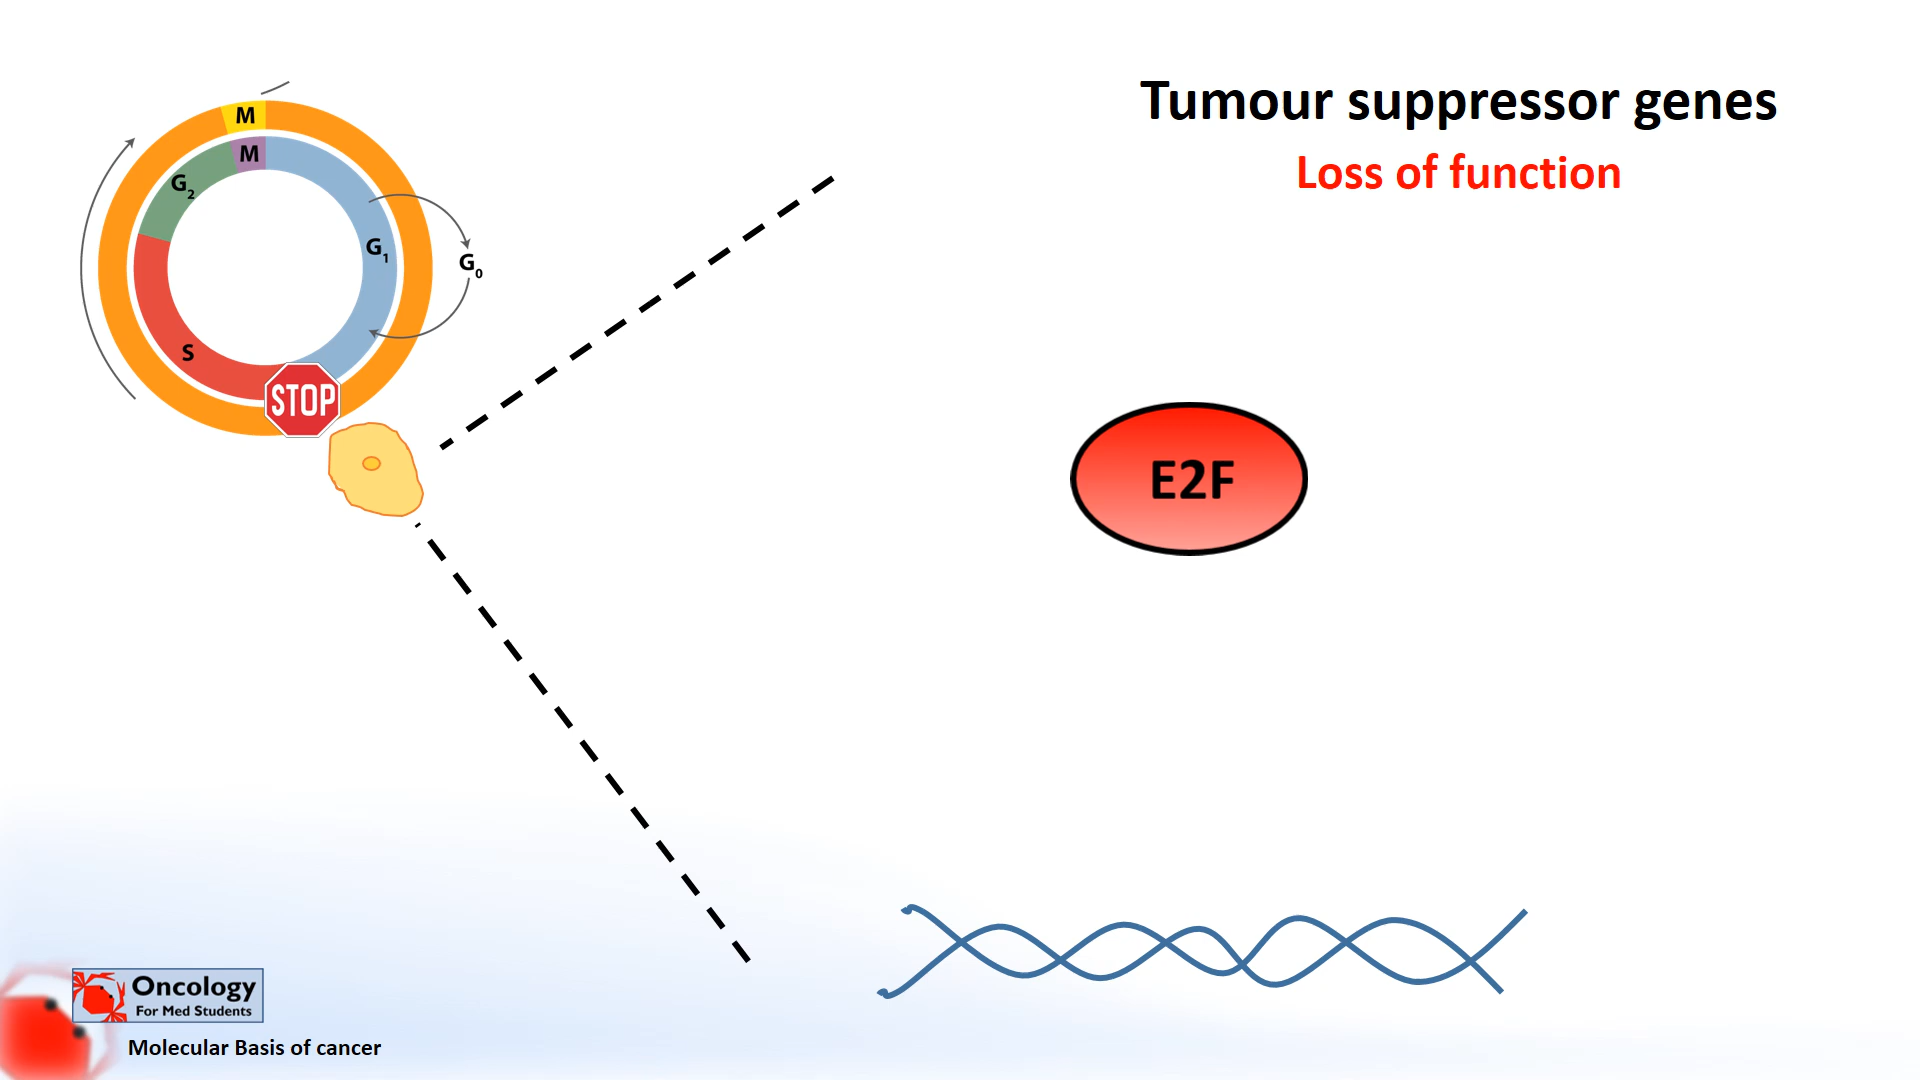 Tumour suppressor genes
Loss of function
M
M
G2
G1
G0
S
STOP
E2F
Oncology
For Med Students
Molecular Basis of cancer